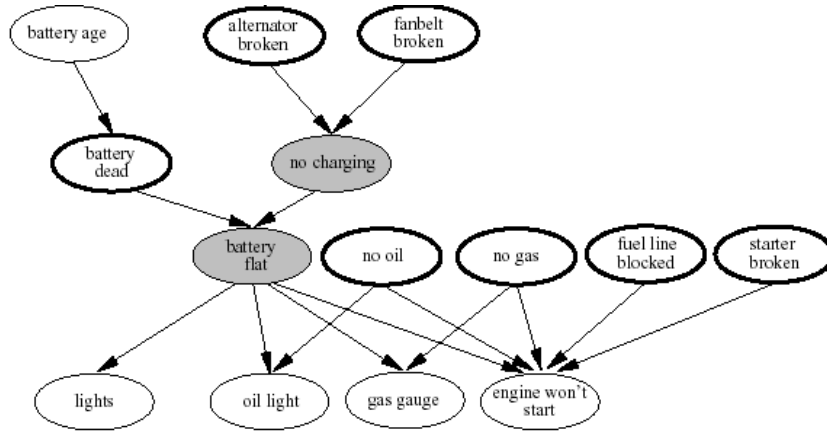 battery age
alternator
broken
fanbelt
broken
battery
dead
no charging
battery
flat
no oil
no gas
fuel line
blocked
starter
broken
lights
oil light
gas gauge
engine won't
start